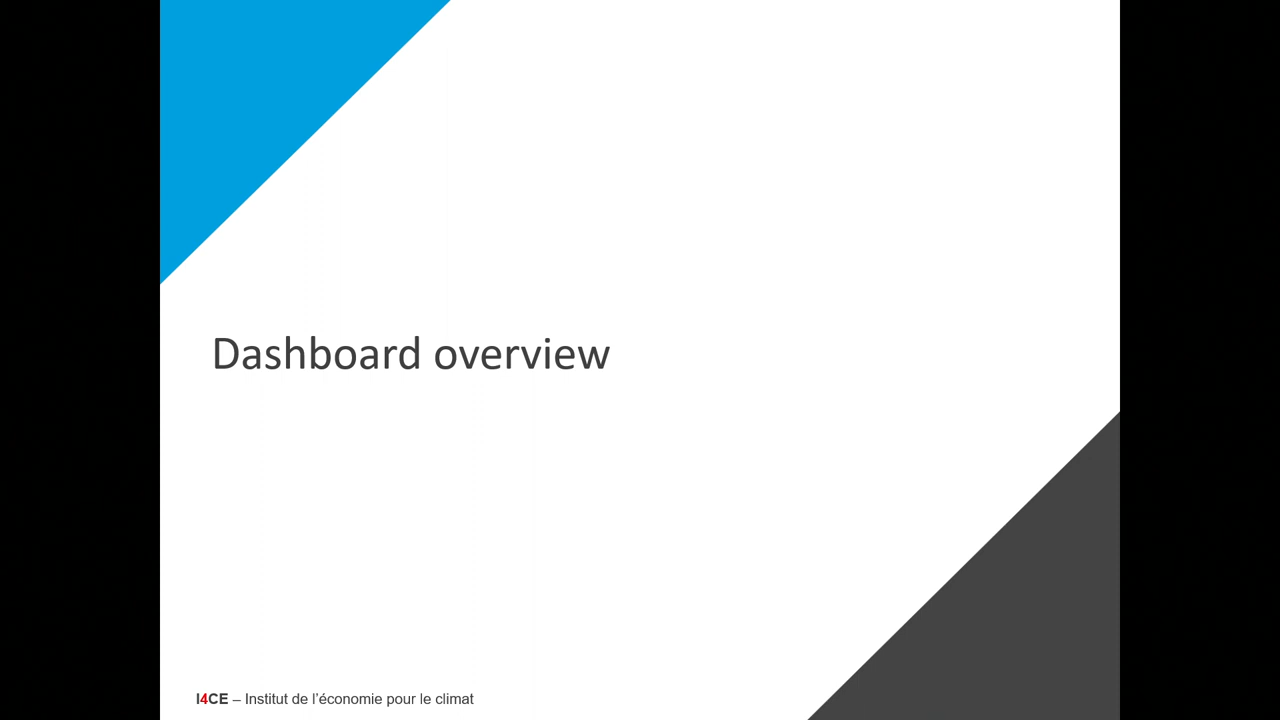 Dashboard overview
I4CE – Institut de l’économie pour le climat